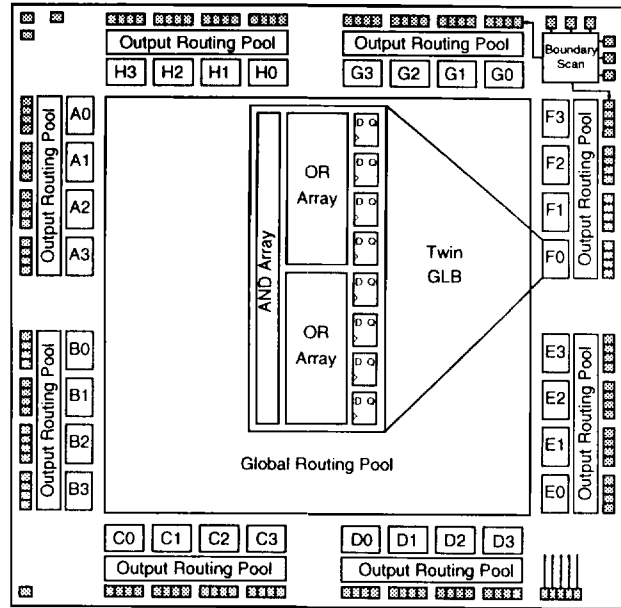 Output Routing Pool
Output Routing Pool
H3 H2 H1 H0
G3 G2 G1 G0
Boundary
Scan
Output Routing Pool
A0
A1
A2
A3
Output Routing Pool
B0
B1
B2
B3
AND Array
OR
Array
OR
Array
D Q
D Q
D Q
D Q
D Q
D Q
D Q
D Q
Twin
GLB
Global Routing Pool
F3
F2
F1
F0
Output Routing Pool
E3
E2
E1
E0
Output Routing Pool
C0 C1 C2 C3
D0 D1 D2 D3
Output Routing Pool
Output Routing Pool